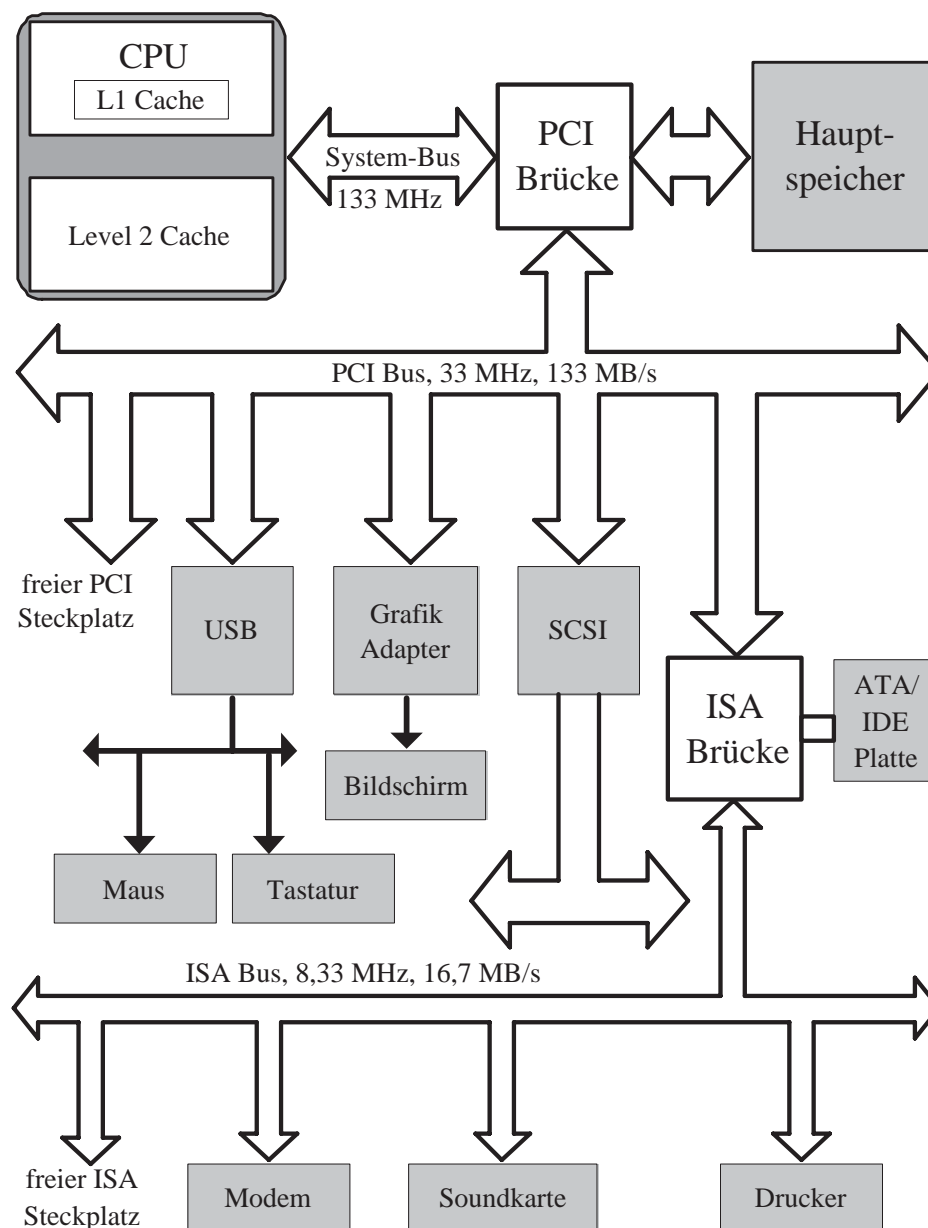 CPU
L1 Cache
Level 2 Cache
System-Bus
133 MHz
PCI
Brücke
Haupt-
speicher
PCI Bus, 33 MHz, 133 MB/s
freier PCI
Steckplatz
USB
Grafik
Adapter
SCSI
ISA
Brücke
ATA/
IDE
Platte
Bildschirm
Maus
Tastatur
ISA Bus, 8,33 MHz, 16,7 MB/s
freier ISA
Steckplatz
Modem
Soundkarte
Drucker